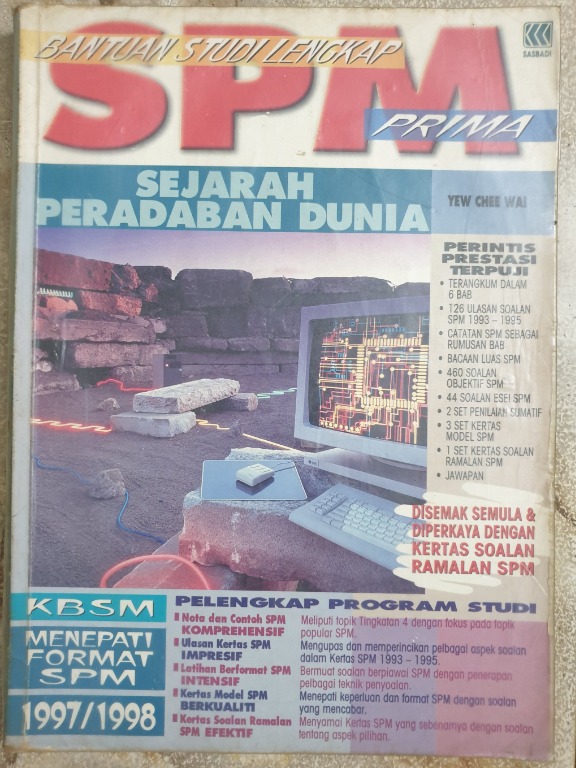 BANTUAN STUDI LENGKAP
SPM
PRIMA
SASBADI
SEJARAH
PERADABAN DUNIA
YEW CHEE WAI
PERINTIS
PRESTASI
TERPUJI
• TERANGKUM DALAM
6 BAB
• 126 ULASAN SOALAN
SPM 1993 – 1995
• CATATAN SPM SEBAGAI
RUMUSAN BAB
• BACAAN LUAS SPM
• 460 SOALAN
OBJEKTIF SPM
• 44 SOALAN ESEI SPM
• 2 SET PENILAIAN SUMATIF
• 3 SET KERTAS
MODEL SPM
• 1 SET KERTAS SOALAN
RAMALAN SPM
• JAWAPAN
DISEMAK SEMULA &
DIPERKAYA DENGAN
KERTAS SOALAN
RAMALAN SPM
KBSM
MENEPATI
FORMAT
SPM
1997/1998
PELENGKAP PROGRAM STUDI
Nota dan Contoh SPM
KOMPREHENSIF
Meliputi topik Tingkatan 4 dengan fokus pada topik
popular SPM.
Ulasan Kertas SPM
IMPRESIF
Mengupas dan memperincikan pelbagai aspek soalan
dalam Kertas SPM 1993 – 1995.
Latihan Berformat SPM
INTENSIF
Bermuat soalan berpiawai SPM dengan penerapan
pelbagai teknik penyoalan.
Kertas Model SPM
BERKUALITI
Menepati keperluan dan format SPM dengan soalan
yang mencabar.
Kertas Soalan Ramalan
SPM EFEKTIF
Menyamai Kertas SPM yang sebenarnya dengan soalan
tentang aspek pilihan.